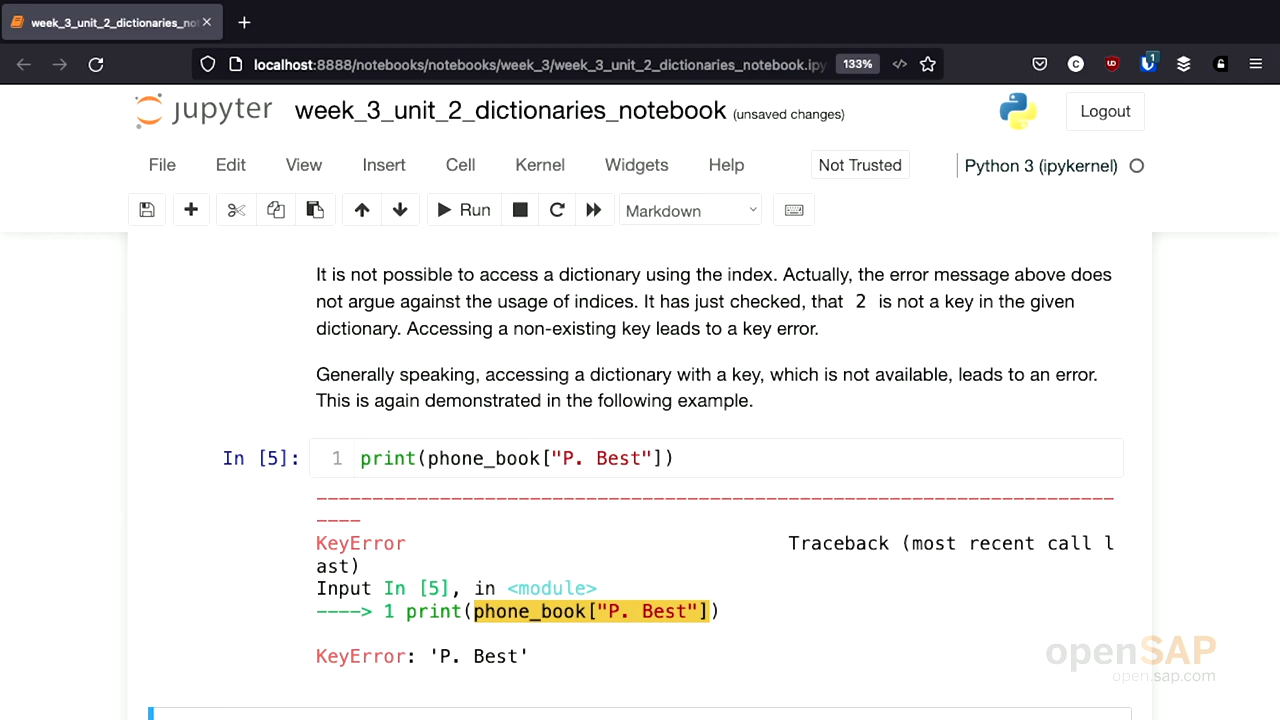 week_3_unit_2_dictionaries_no
localhost:8888/notebooks/notebooks/week_3/week_3_unit_2_dictionaries_notebook.ipy
133%
jupyter week_3_unit_2_dictionaries_notebook (unsaved changes)
Logout
File Edit View Insert Cell Kernel Widgets Help
Not Trusted
Python 3 (ipykernel)
Run
Markdown
It is not possible to access a dictionary using the index. Actually, the error message above does
not argue against the usage of indices. It has just checked, that 2 is not a key in the given
dictionary. Accessing a non-existing key leads to a key error.
Generally speaking, accessing a dictionary with a key, which is not available, leads to an error.
This is again demonstrated in the following example.
In [5]: 1 print(phone_book["P. Best"])
---------------------------------------------------------------------------
KeyError Traceback (most recent call l
ast)
Input In [5], in <module>
----> 1 print(phone_book["P. Best"])
KeyError: 'P. Best'
openSAP
open.sap.com